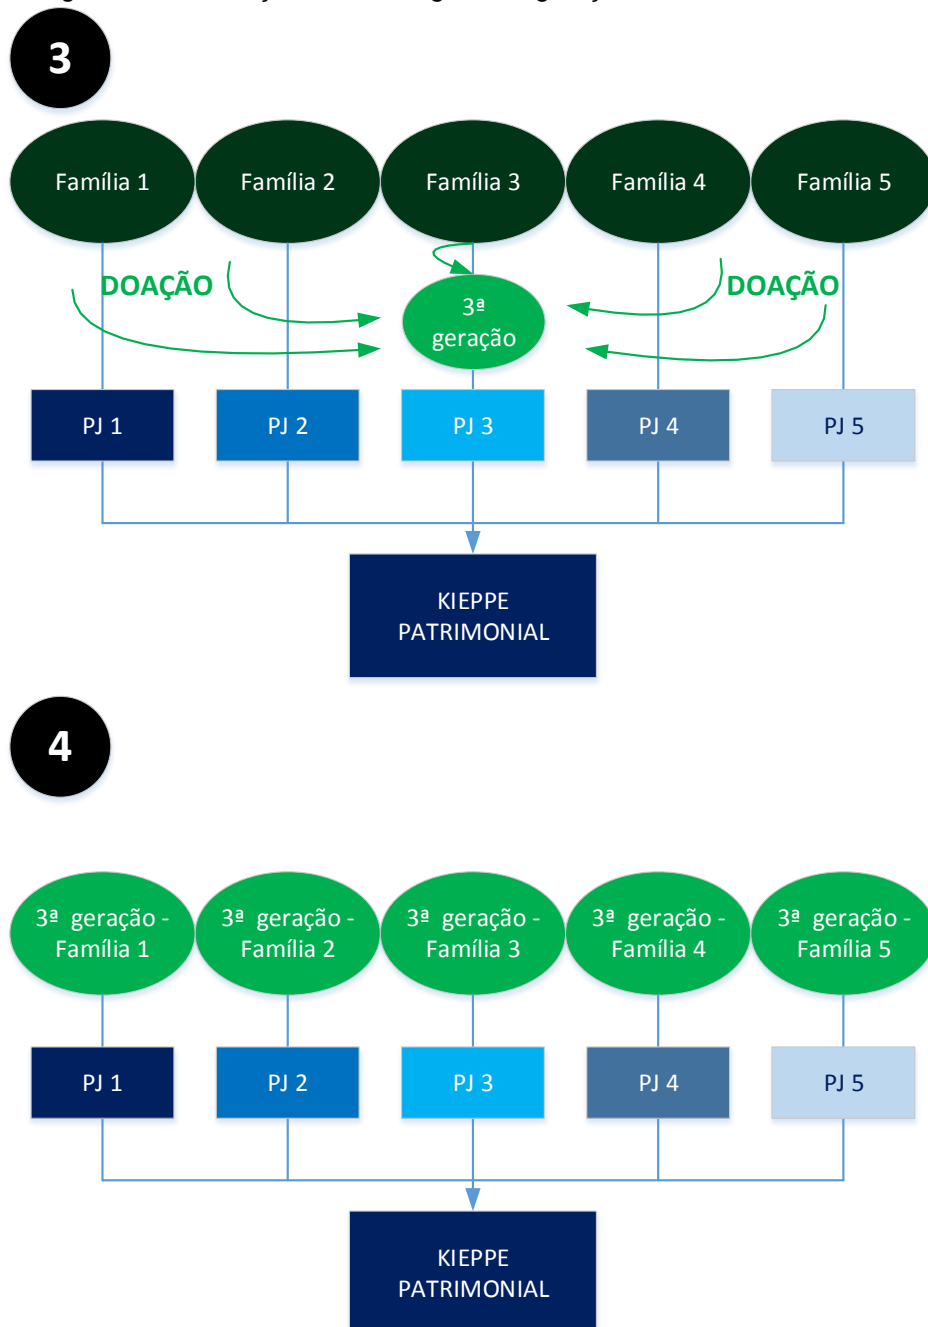 3
Família 1
Família 2
Família 3
Família 4
Família 5
DOAÇÃO
DOAÇÃO
3ª
geração
PJ 1
PJ 2
PJ 3
PJ 4
PJ 5
KIEPPE
PATRIMONIAL
4
3ª geração -
Família 1
3ª geração -
Família 2
3ª geração -
Família 3
3ª geração -
Família 4
3ª geração -
Família 5
PJ 1
PJ 2
PJ 3
PJ 4
PJ 5
KIEPPE
PATRIMONIAL